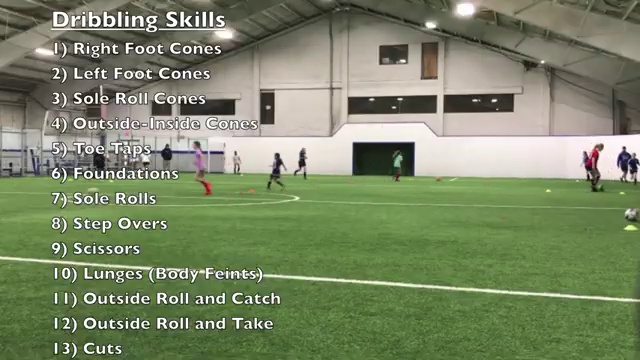 Dribbling Skills
1) Right Foot Cones
2) Left Foot Cones
3) Sole Roll Cones
4) Outside-Inside Cones
5) Toe Taps
6) Foundations
7) Sole Rolls
8) Step Overs
9) Scissors
10) Lunges (Body Feints)
11) Outside Roll and Catch
12) Outside Roll and Take
13) Cuts